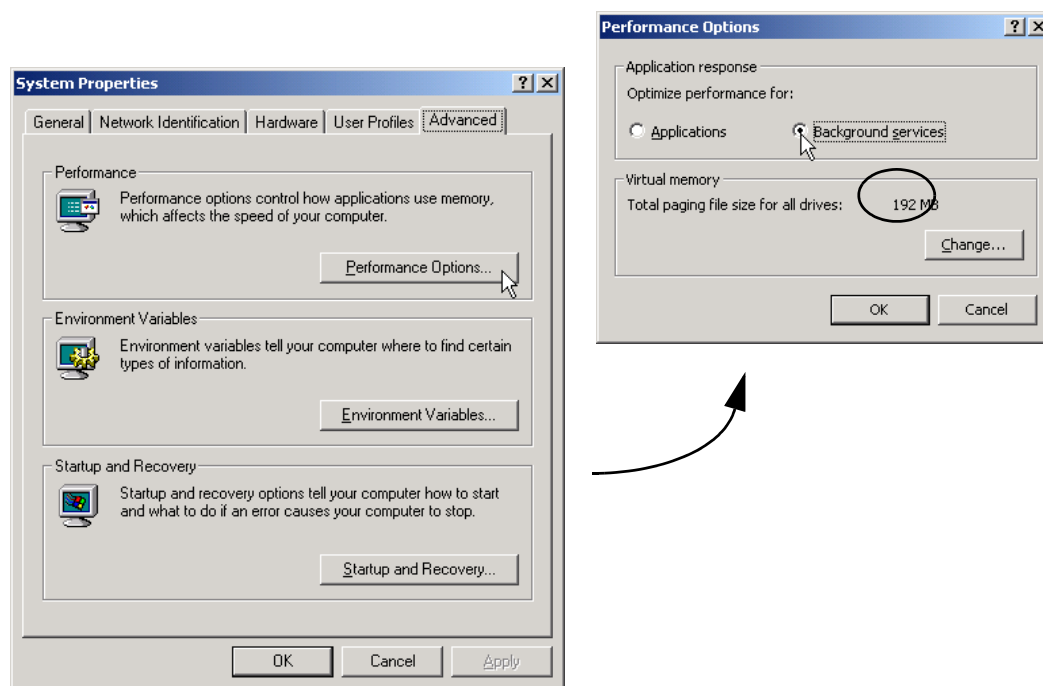 System Properties
General
Network Identification
Hardware
User Profiles
Advanced
Performance
Performance options control how applications use memory,
which affects the speed of your computer.
Performance Options...
Environment Variables
Environment variables tell your computer where to find certain
types of information.
Environment Variables...
Startup and Recovery
Startup and recovery options tell your computer how to start
and what to do if an error causes your computer to stop.
Startup and Recovery...
OK
Cancel
Apply
Performance Options
Application response
Optimize performance for:
Applications
Background services
Virtual memory
Total paging file size for all drives:
192 MB
Change...
OK
Cancel